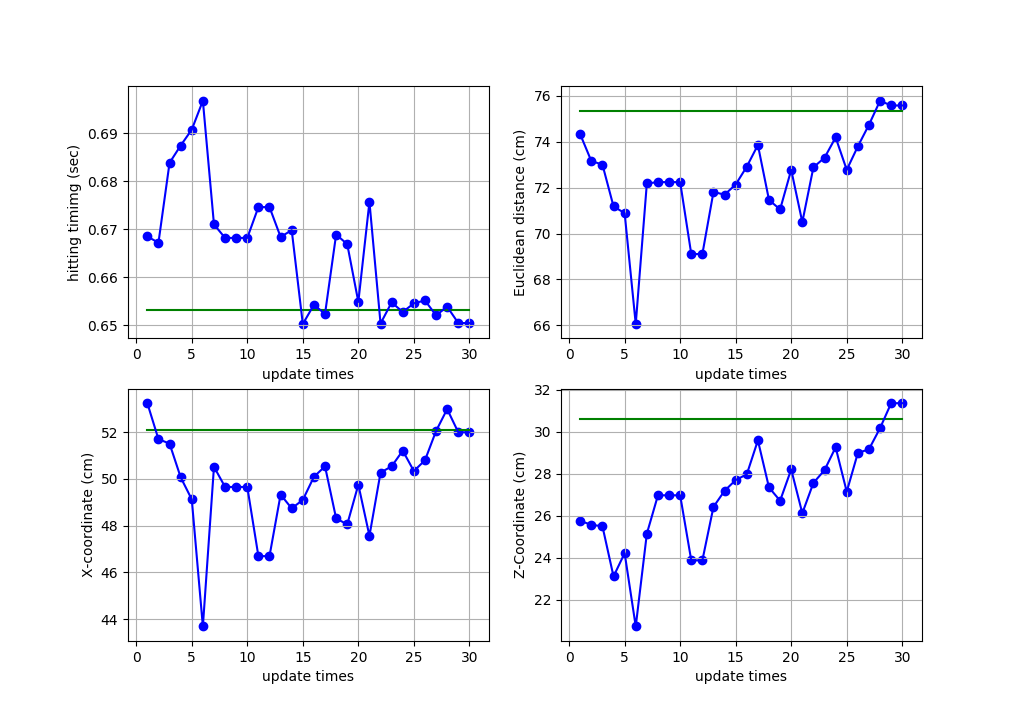 hitting timimg (sec)
0.69
0.68
0.67
0.66
0.65
0 5 10 15 20 25 30
update times
Euclidean distance (cm)
76
74
72
70
68
66
0 5 10 15 20 25 30
update times
X-coordinate (cm)
52
50
48
46
44
0 5 10 15 20 25 30
update times
Z-Coordinate (cm)
32
30
28
26
24
22
0 5 10 15 20 25 30
update times